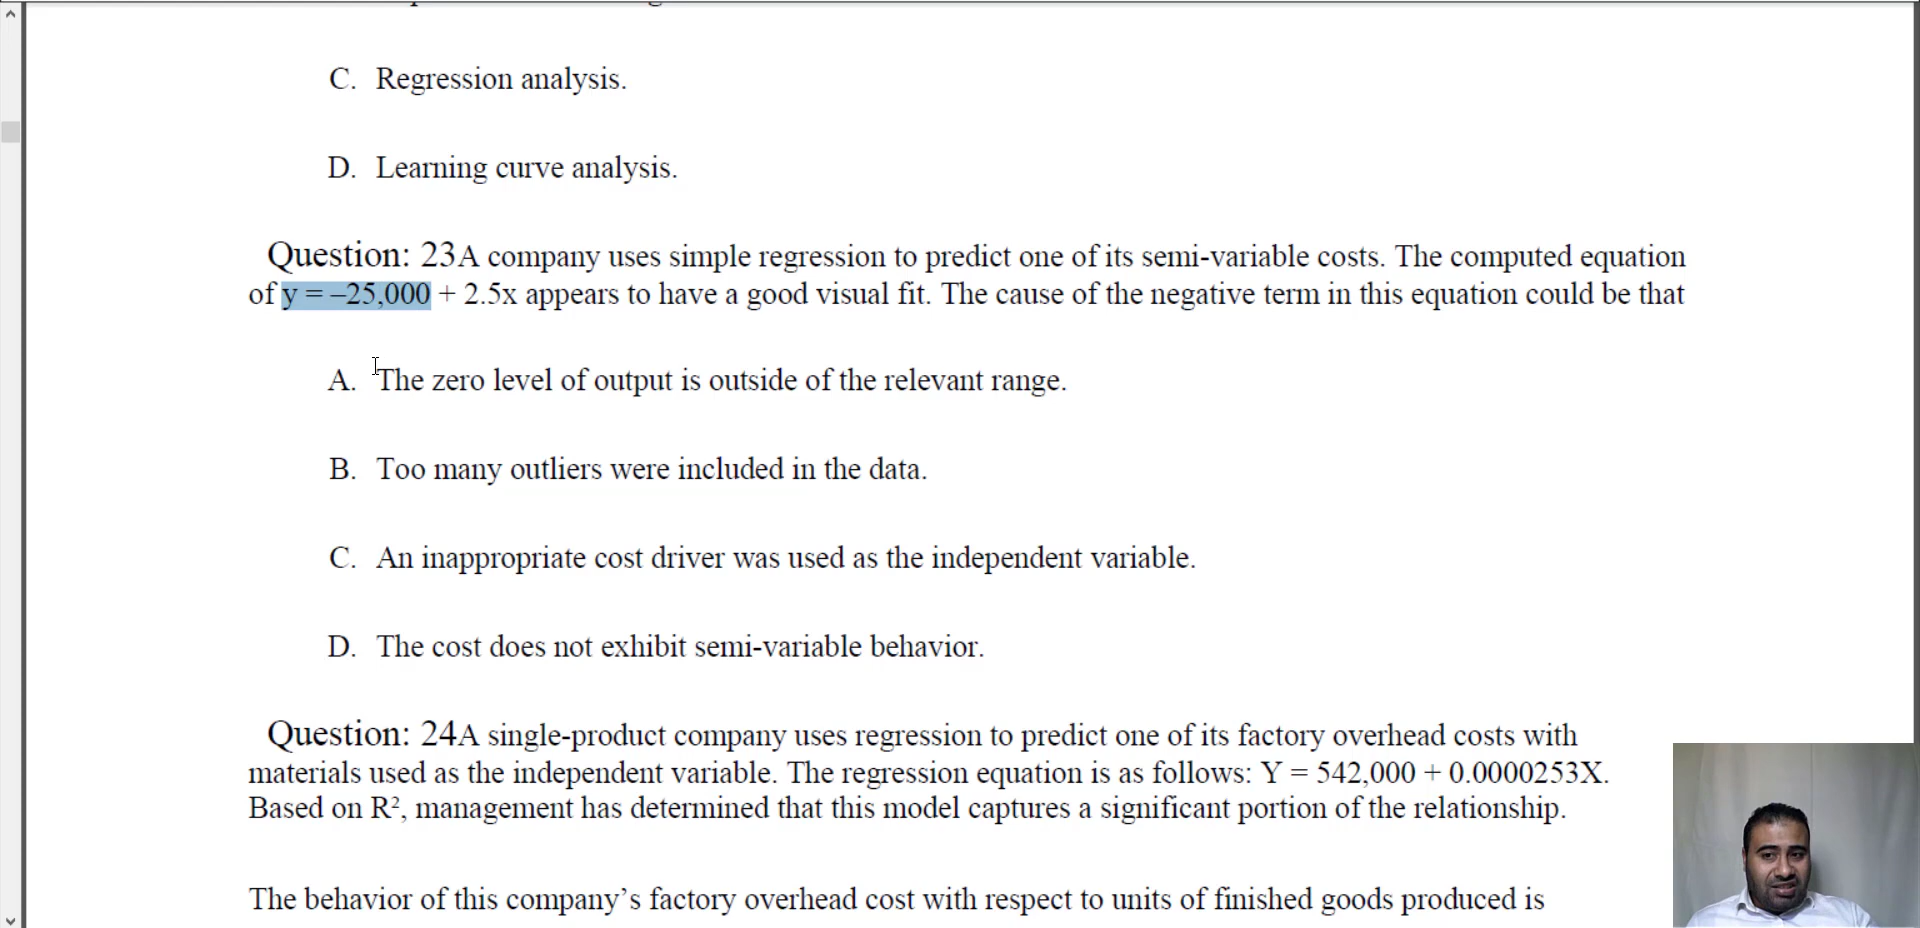 C. Regression analysis.
D. Learning curve analysis.
Question: 23A company uses simple regression to predict one of its semi-variable costs. The computed equation
of y = –25,000 + 2.5x appears to have a good visual fit. The cause of the negative term in this equation could be that
A. The zero level of output is outside of the relevant range.
B. Too many outliers were included in the data.
C. An inappropriate cost driver was used as the independent variable.
D. The cost does not exhibit semi-variable behavior.
Question: 24A single-product company uses regression to predict one of its factory overhead costs with
materials used as the independent variable. The regression equation is as follows: Y = 542,000 + 0.0000253X.
Based on R², management has determined that this model captures a significant portion of the relationship.
The behavior of this company’s factory overhead cost with respect to units of finished goods produced is